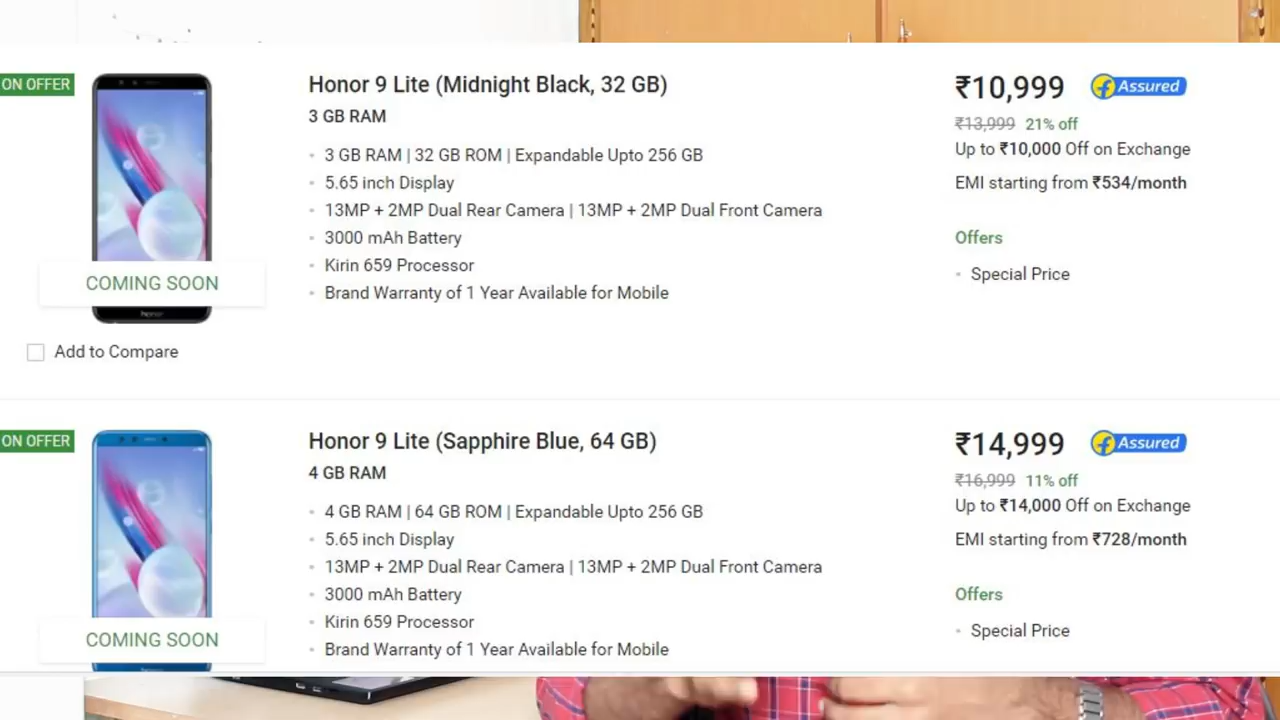 ON OFFER
Honor 9 Lite (Midnight Black, 32 GB)
3 GB RAM
3 GB RAM | 32 GB ROM | Expandable Upto 256 GB
5.65 inch Display
13MP + 2MP Dual Rear Camera | 13MP + 2MP Dual Front Camera
3000 mAh Battery
Kirin 659 Processor
Brand Warranty of 1 Year Available for Mobile
₹10,999 Assured
₹13,999 21% off
Up to ₹10,000 Off on Exchange
EMI starting from ₹534/month
Offers
Special Price
COMING SOON
honor
Add to Compare
ON OFFER
Honor 9 Lite (Sapphire Blue, 64 GB)
4 GB RAM
4 GB RAM | 64 GB ROM | Expandable Upto 256 GB
5.65 inch Display
13MP + 2MP Dual Rear Camera | 13MP + 2MP Dual Front Camera
3000 mAh Battery
Kirin 659 Processor
Brand Warranty of 1 Year Available for Mobile
₹14,999 Assured
₹16,999 11% off
Up to ₹14,000 Off on Exchange
EMI starting from ₹728/month
Offers
Special Price
COMING SOON